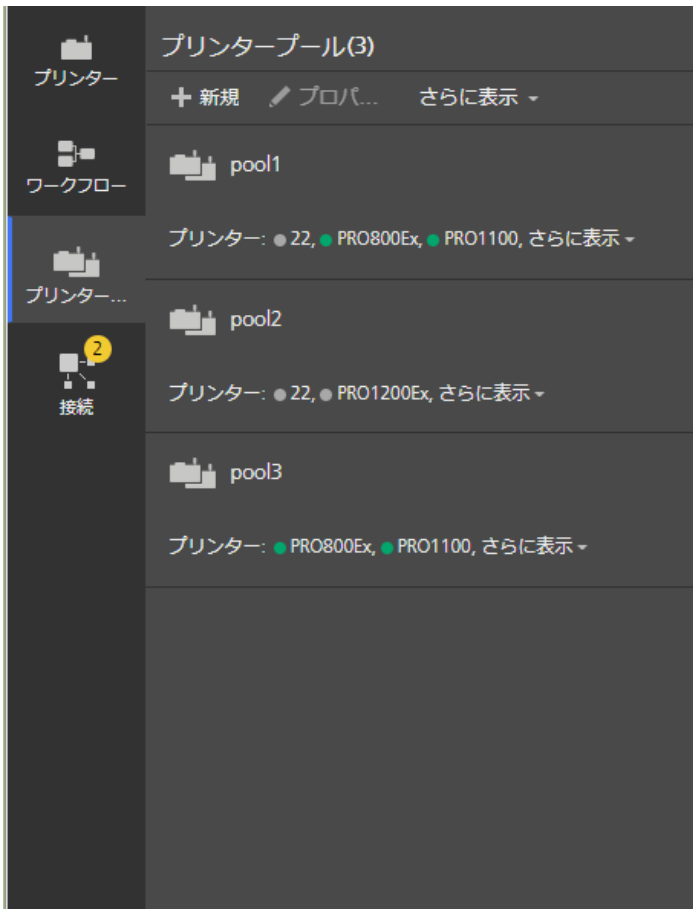 プリンター
ワークフロー
プリンター...
2
接続
プリンタープール(3)
新規 プロパ... さらに表示
pool1
プリンター: 22, PRO800Ex, PRO1100, さらに表示
pool2
プリンター: 22, PRO1200Ex, さらに表示
pool3
プリンター: PRO800Ex, PRO1100, さらに表示